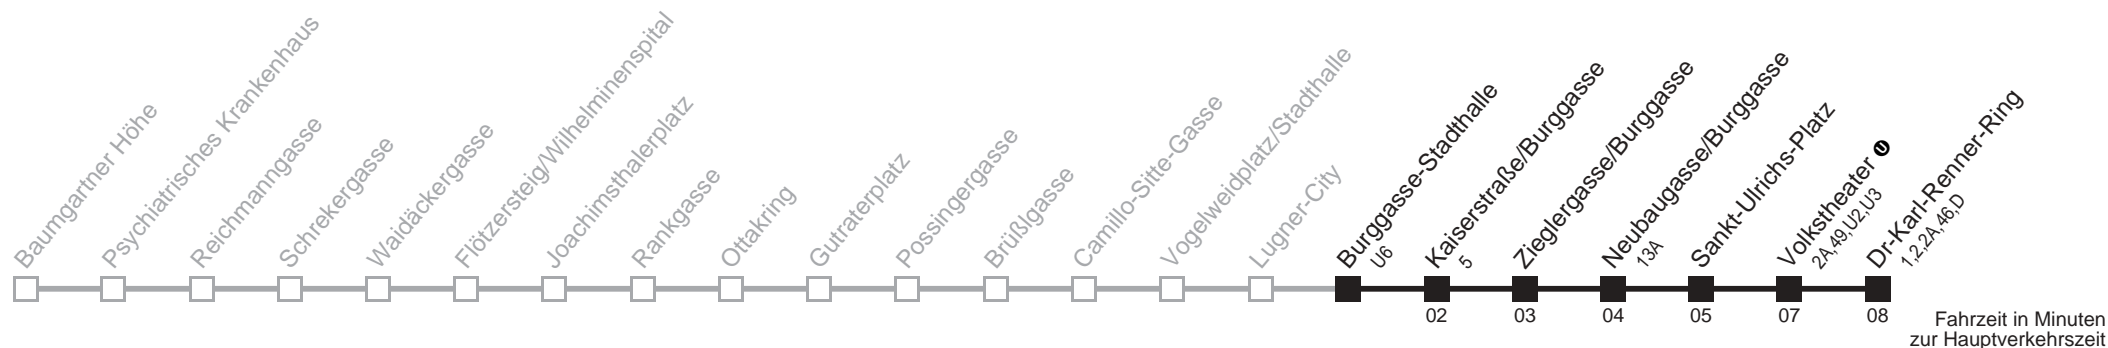 Baumgartner Höhe
Psychiatrisches Krankenhaus
Reichmanngasse
Schrekergasse
Waidäckergasse
Flötzersteig/Wilhelminenspital
Joachimsthalerplatz
Rankgasse
Ottakring
Gutraterplatz
Possingergasse
Brüßlgasse
Camillo-Sitte-Gasse
Vogelweidplatz/Stadthalle
Lugner-City
Burggasse-Stadthalle
U6
Kaiserstraße/Burggasse
5
Zieglergasse/Burggasse
Neubaugasse/Burggasse
13A
Sankt-Ulrichs-Platz
Volkstheater U
2A,49,U2,U3
Dr-Karl-Renner-Ring
1,2,2A,46,D
02 03 04 05 07 08
Fahrzeit in Minuten
zur Hauptverkehrszeit